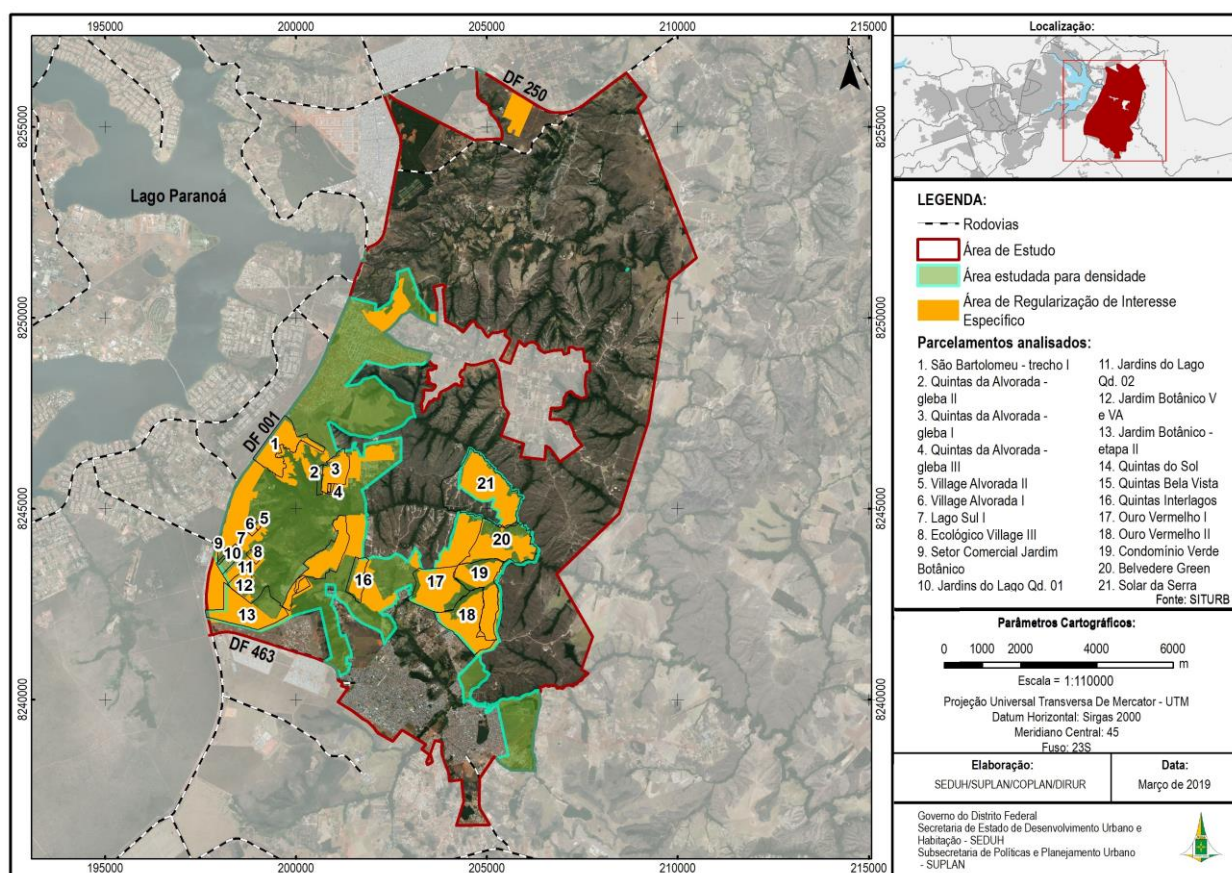 195000
200000
205000
210000
215000
8255000
8250000
8245000
8240000
DF 250
Lago Paranoá
DF 001
DF 463
1
2
3
4
5
6
7
8
9
10
11
12
13
16
17
18
19
20
21
8255000
8250000
8245000
8240000
195000
200000
205000
210000
215000
Localização:
LEGENDA:
Rodovias
Área de Estudo
Área estudada para densidade
Área de Regularização de Interesse
Específico
Parcelamentos analisados:
1. São Bartolomeu - trecho I
2. Quintas da Alvorada -
gleba II
3. Quintas da Alvorada -
gleba I
4. Quintas da Alvorada -
gleba III
5. Village Alvorada II
6. Village Alvorada I
7. Lago Sul I
8. Ecológico Village III
9. Setor Comercial Jardim
Botânico
10. Jardins do Lago Qd. 01
11. Jardins do Lago
Qd. 02
12. Jardim Botânico V
e VA
13. Jardim Botânico -
etapa II
14. Quintas do Sol
15. Quintas Bela Vista
16. Quintas Interlagos
17. Ouro Vermelho I
18. Ouro Vermelho II
19. Condomínio Verde
20. Belvedere Green
21. Solar da Serra
Fonte: SITURB
Parâmetros Cartográficos:
0 1000 2000 4000 6000
m
Escala = 1:110000
Projeção Universal Transversa De Mercator - UTM
Datum Horizontal: Sirgas 2000
Meridiano Central: 45
Fuso: 23S
Elaboração:
SEDUH/SUPLAN/COPLAN/DIRUR
Data:
Março de 2019
Governo do Distrito Federal
Secretaria de Estado de Desenvolvimento Urbano e
Habitação - SEDUH
Subsecretaria de Políticas e Planejamento Urbano
- SUPLAN